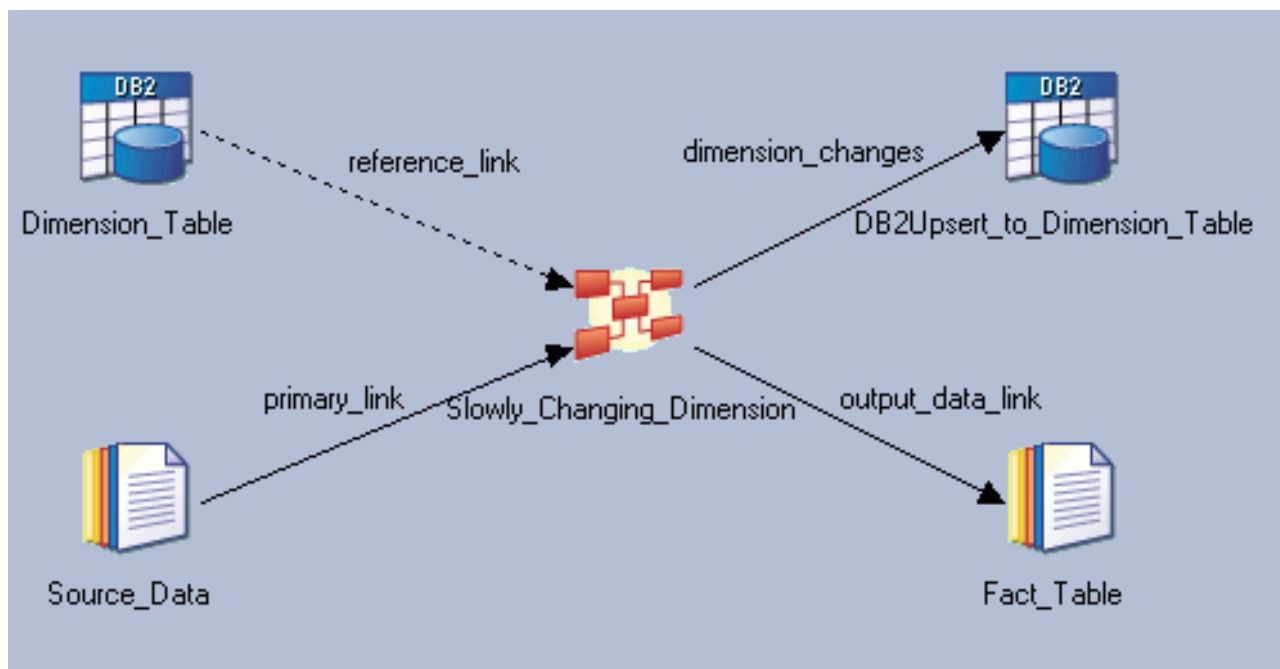 DB2
DB2
reference_link
dimension_changes
Dimension_Table
DB2Upsert_to_Dimension_Table
primary_link
Slowly_Changing_Dimension
output_data_link
Source_Data
Fact_Table